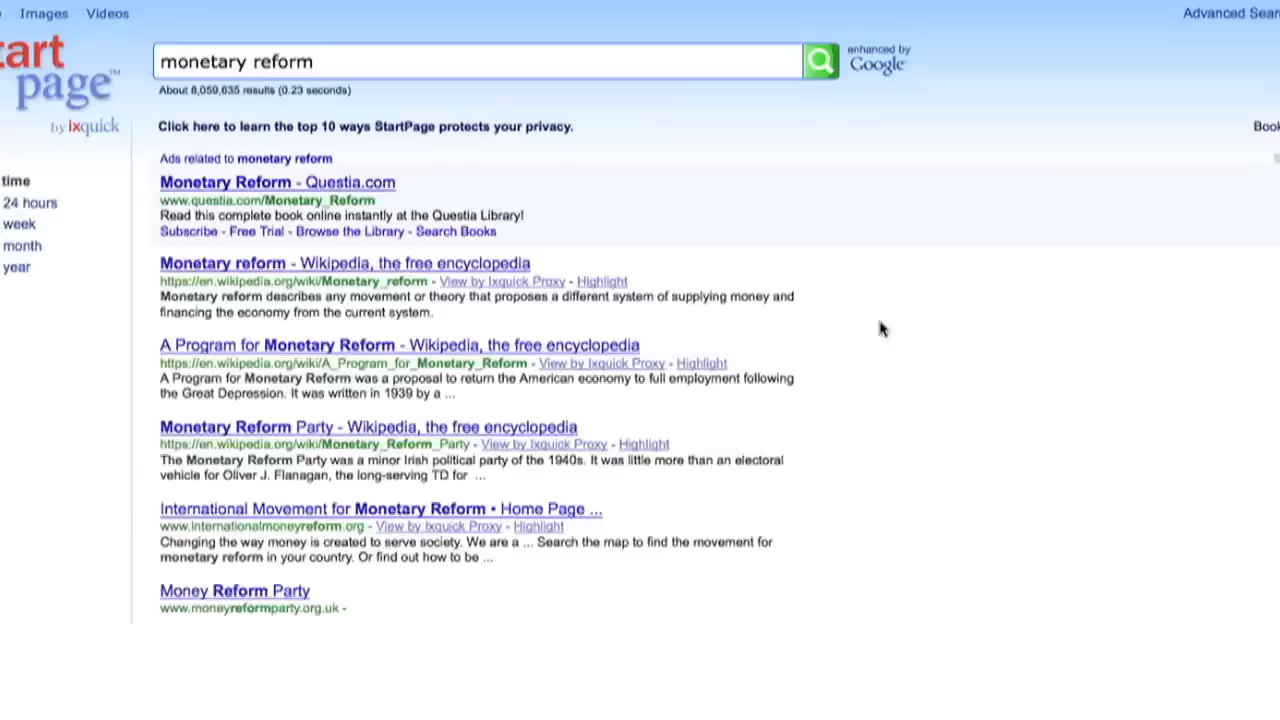 Images Videos
Advanced Sear
tart
page™
by ixquick
monetary reform
enhanced by
Google
About 8,059,635 results (0.23 seconds)
Click here to learn the top 10 ways StartPage protects your privacy.
Book
Ads related to monetary reform
time
24 hours
week
month
year
Monetary Reform - Questia.com
www.questia.com/Monetary_Reform
Read this complete book online instantly at the Questia Library!
Subscribe - Free Trial - Browse the Library - Search Books
Monetary reform - Wikipedia, the free encyclopedia
https://en.wikipedia.org/wiki/Monetary_reform - View by Ixquick Proxy - Highlight
Monetary reform describes any movement or theory that proposes a different system of supplying money and
financing the economy from the current system.
A Program for Monetary Reform - Wikipedia, the free encyclopedia
https://en.wikipedia.org/wiki/A_Program_for_Monetary_Reform - View by Ixquick Proxy - Highlight
A Program for Monetary Reform was a proposal to return the American economy to full employment following
the Great Depression. It was written in 1939 by a ...
Monetary Reform Party - Wikipedia, the free encyclopedia
https://en.wikipedia.org/wiki/Monetary_Reform_Party - View by Ixquick Proxy - Highlight
The Monetary Reform Party was a minor Irish political party of the 1940s. It was little more than an electoral
vehicle for Oliver J. Flanagan, the long-serving TD for ...
International Movement for Monetary Reform • Home Page ...
www.internationalmoneyreform.org - View by Ixquick Proxy - Highlight
Changing the way money is created to serve society. We are a ... Search the map to find the movement for
monetary reform in your country. Or find out how to be ...
Money Reform Party
www.moneyreformparty.org.uk -